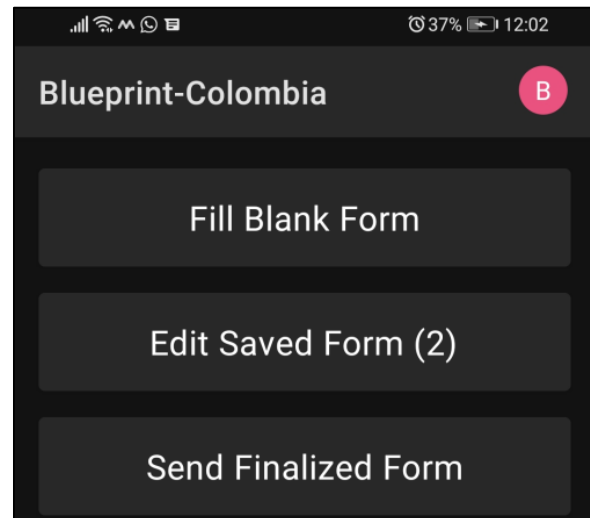 37% 12:02
Blueprint-Colombia
B
Fill Blank Form
Edit Saved Form (2)
Send Finalized Form